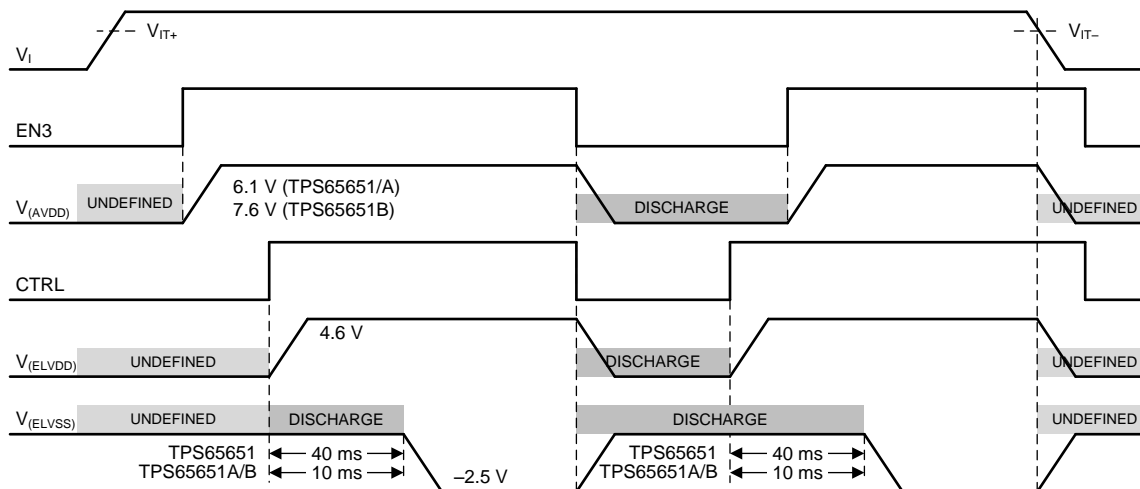 V_IT+
V_IT–
V_I
EN3
V_(AVDD)
UNDEFINED
6.1 V (TPS65651/A)
7.6 V (TPS65651B)
DISCHARGE
UNDEFINED
CTRL
V_(ELVDD)
UNDEFINED
4.6 V
DISCHARGE
UNDEFINED
V_(ELVSS)
UNDEFINED
DISCHARGE
DISCHARGE
UNDEFINED
TPS65651
40 ms
TPS65651
40 ms
TPS65651A/B
10 ms
–2.5 V
TPS65651A/B
10 ms